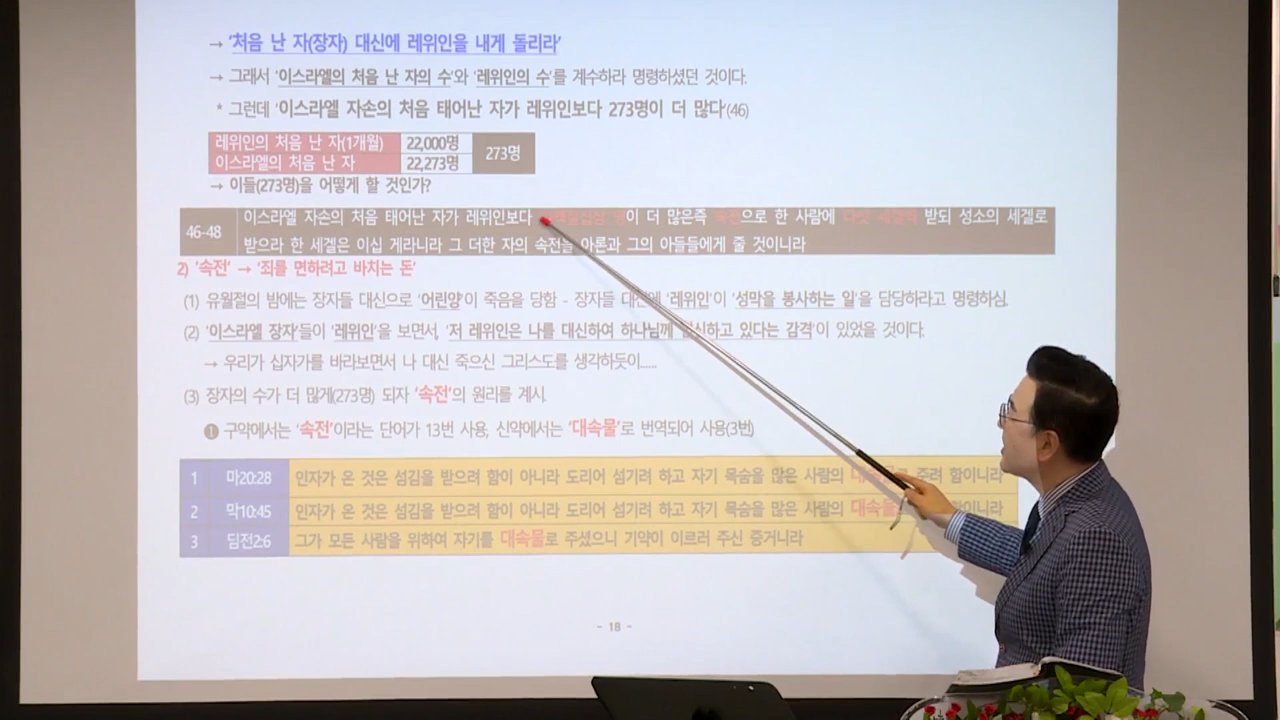 → '처음 난 자(장자) 대신에 레위인을 내게 돌리라'
→ 그래서 '이스라엘의 처음 난 자의 수'와 '레위인의 수'를 계수하라 명령하셨던 것이다.
* 그런데 '이스라엘 자손의 처음 태어난 자가 레위인보다 273명이 더 많다(46)
레위인의 처음 난 자(1개월) 22,000명 273명
이스라엘의 처음 난 자 22,273명
→ 이들(273명)을 어떻게 할 것인가?
46-48 이스라엘 자손의 처음 태어난 자가 레위인보다 이 더 많은즉 속전으로 한 사람에 다섯 세겔씩 받되 성소의 세겔로
받으라 한 세겔은 이십 게라니라 그 더한 자의 속전을 아론과 그의 아들들에게 줄 것이니라
2) '속전' → '죄를 면하려고 바치는 돈'
(1) 유월절의 밤에는 장자들 대신으로 '어린양'이 죽음을 당함 - 장자들 '레위인'이 '성막을 봉사하는 일'을 담당하라고 명령하심.
(2) '이스라엘 장자'들이 '레위인'을 보면서, '저 레위인은 나를 대신하여 하나님께 헌신하고 있다는 감격'이 있었을 것이다.
→ 우리가 십자가를 바라보면서 나 대신 죽으신 그리스도를 생각하듯이.....
(3) 장자의 수가 더 많게(273명) 되자 '속전'의 원리를 계시.
❶ 구약에서는 '속전'이라는 단어가 13번 사용, 신약에서는 '대속물'로 번역되어 사용(3번)
1 마20:28 인자가 온 것은 섬김을 받으려 함이 아니라 도리어 섬기려 하고 자기 목숨을 많은 사람의 대속물로 주려 함이니라
2 막10:45 인자가 온 것은 섬김을 받으려 함이 아니라 도리어 섬기려 하고 자기 목숨을 많은 사람의 대속물 함이니라
3 딤전2:6 그가 모든 사람을 위하여 자기를 대속물로 주셨으니 기약이 이르러 주신 증거니라
- 18 -